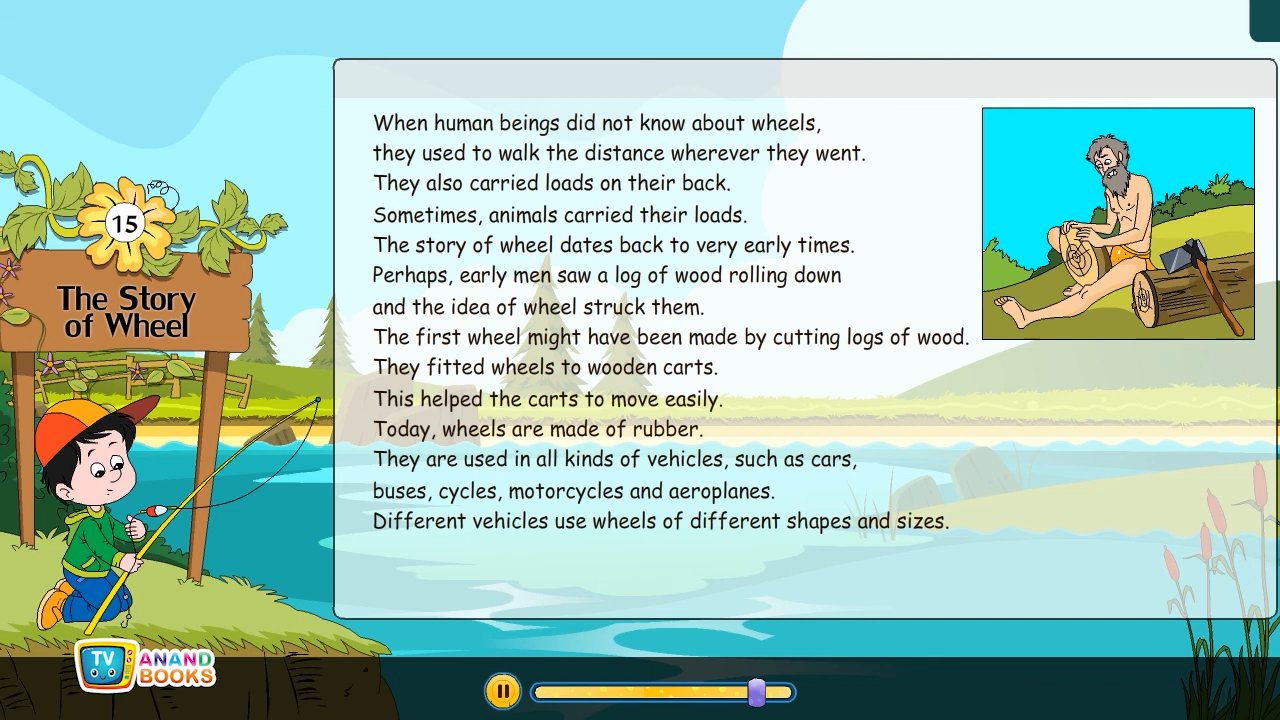 15
The Story
of Wheel
When human beings did not know about wheels,
they used to walk the distance wherever they went.
They also carried loads on their back.
Sometimes, animals carried their loads.
The story of wheel dates back to very early times.
Perhaps, early men saw a log of wood rolling down
and the idea of wheel struck them.
The first wheel might have been made by cutting logs of wood.
They fitted wheels to wooden carts.
This helped the carts to move easily.
Today, wheels are made of rubber.
They are used in all kinds of vehicles, such as cars,
buses, cycles, motorcycles and aeroplanes.
Different vehicles use wheels of different shapes and sizes.
TV
ANAND
BOOKS